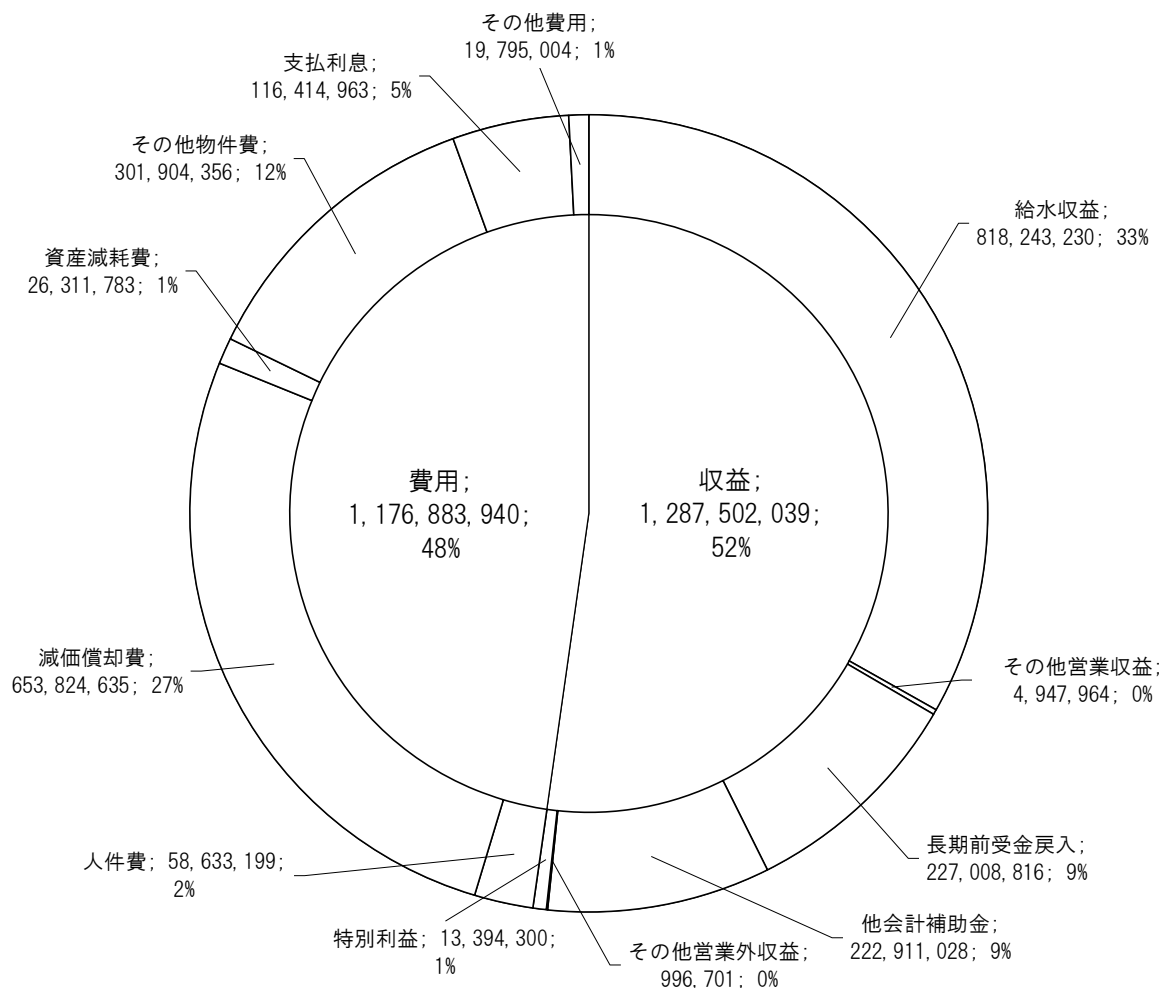 その他費用;
19,795,004; 1%
支払利息;
116,414,963; 5%
その他物件費;
301,904,356; 12%
資産減耗費;
26,311,783; 1%
給水収益;
818,243,230; 33%
費用;
1,176,883,940;
48%
収益;
1,287,502,039;
52%
減価償却費;
653,824,635; 27%
その他営業収益;
4,947,964; 0%
人件費; 58,633,199;
2%
長期前受金戻入;
227,008,816; 9%
特別利益; 13,394,300;
1%
その他営業外収益;
996,701; 0%
他会計補助金;
222,911,028; 9%